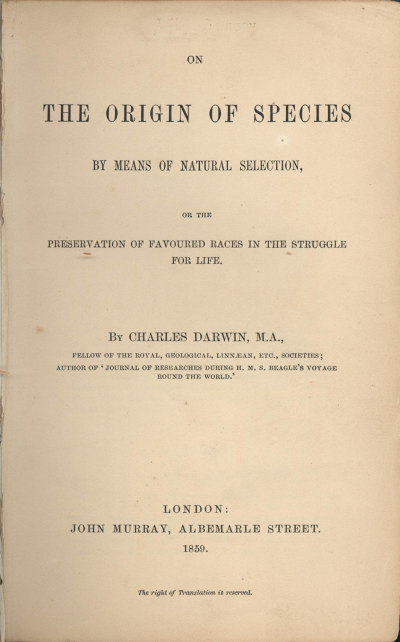 ON
THE ORIGIN OF SPECIES
BY MEANS OF NATURAL SELECTION,
OR THE
PRESERVATION OF FAVOURED RACES IN THE STRUGGLE
FOR LIFE.
By CHARLES DARWIN, M.A.,
FELLOW OF THE ROYAL, GEOLOGICAL, LINNÆAN, ETC., SOCIETIES;
AUTHOR OF ‘JOURNAL OF RESEARCHES DURING H. M. S. BEAGLE’S VOYAGE
ROUND THE WORLD.’
LONDON:
JOHN MURRAY, ALBEMARLE STREET.
1859.
The right of Translation is reserved.